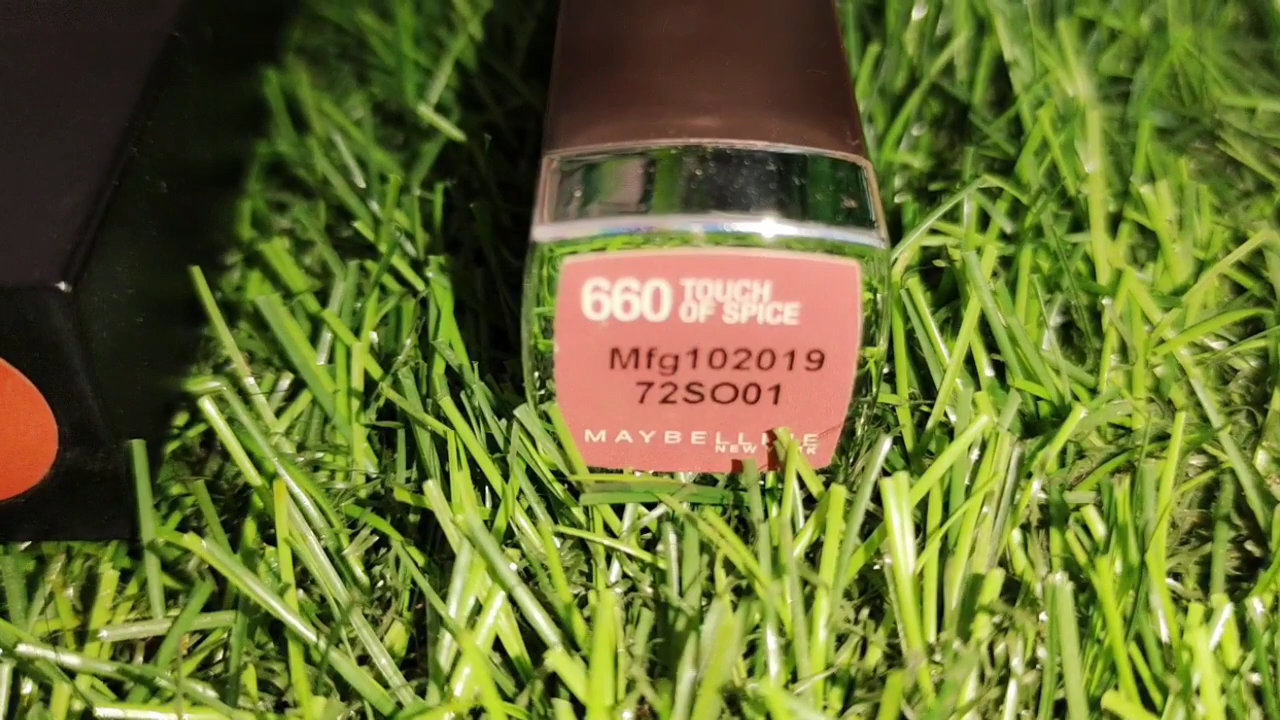 660 TOUCH
OF SPICE
Mfg102019
72SO01
MAYBELLINE
NEW YORK